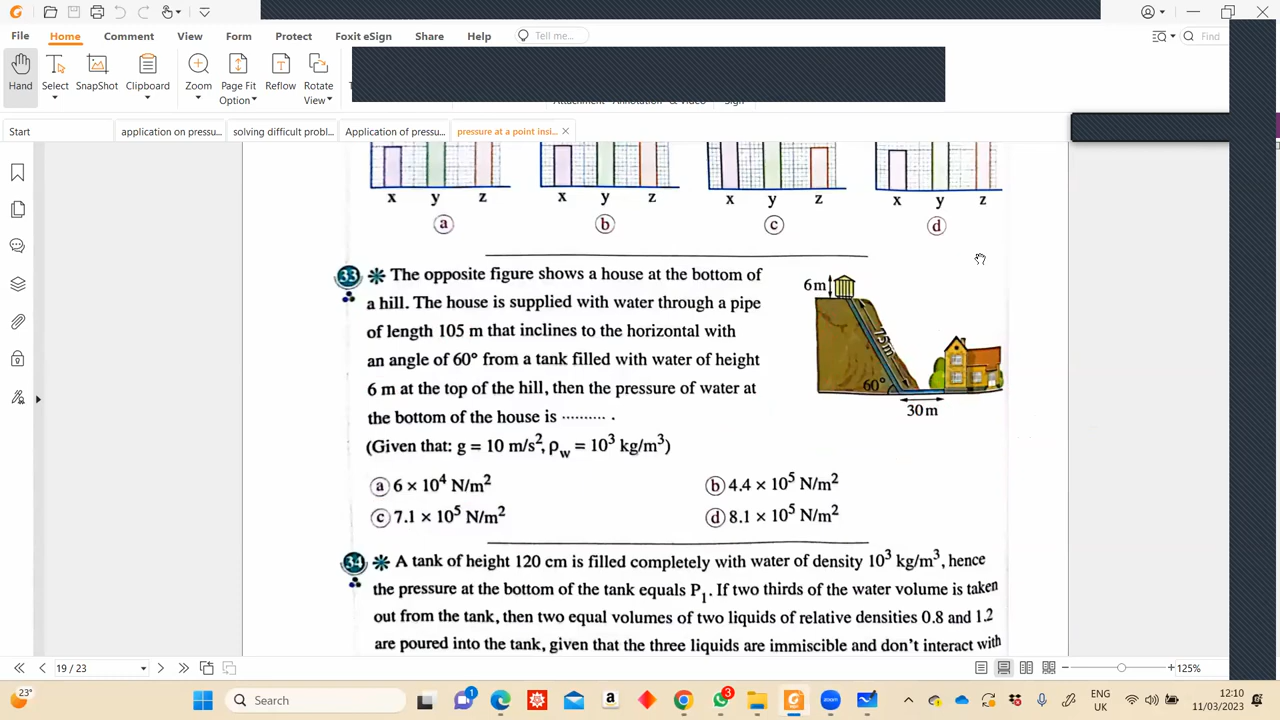 File Home Comment View Form Protect Foxit eSign Share Help Tell me... Find
Hand Select SnapShot Clipboard Zoom Page Fit Option Reflow Rotate View
Start application on pressu... solving difficult probl... Application of pressu... pressure at a point insi...
x y z x y z x y z x y z
a b c d
33 The opposite figure shows a house at the bottom of
a hill. The house is supplied with water through a pipe
of length 105 m that inclines to the horizontal with
an angle of 60° from a tank filled with water of height
6 m at the top of the hill, then the pressure of water at
the bottom of the house is .......... .
(Given that: g = 10 m/s², ρw = 10³ kg/m³)
6 m
75m
60°
30 m
a 6 × 10⁴ N/m² b 4.4 × 10⁵ N/m²
c 7.1 × 10⁵ N/m² d 8.1 × 10⁵ N/m²
34 A tank of height 120 cm is filled completely with water of density 10³ kg/m³, hence
the pressure at the bottom of the tank equals P₁. If two thirds of the water volume is taken
out from the tank, then two equal volumes of two liquids of relative densities 0.8 and 1.2
are poured into the tank, given that the three liquids are immiscible and don't interact with
19 / 23 125%
23° Search 1 3 zoom ENG UK 12:10 11/03/2023